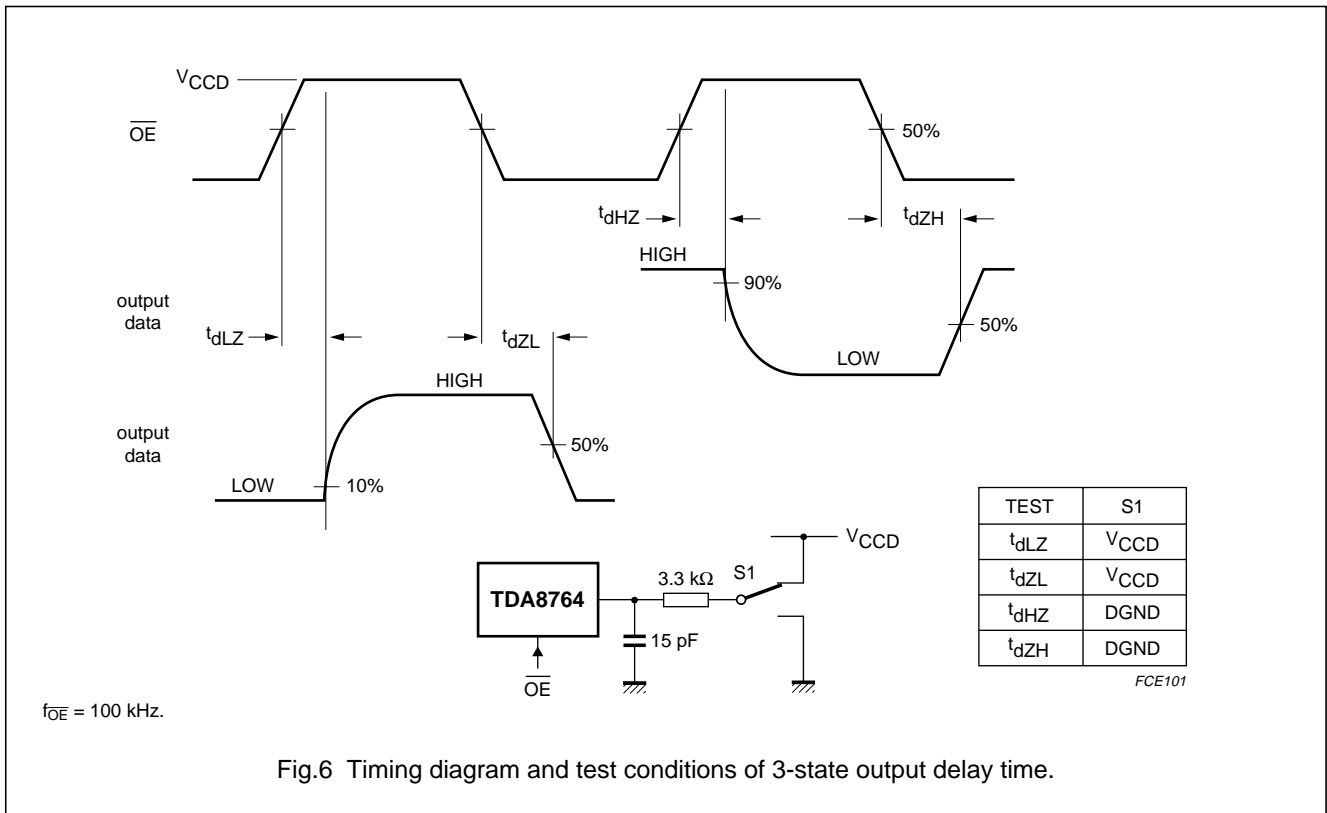 VCCD
OE
50%
tdHZ
tdZH
HIGH
90%
output
data
50%
tdLZ
tdZL
LOW
HIGH
output
data
50%
LOW
10%
TEST S1
tdLZ VCCD
tdZL VCCD
tdHZ DGND
tdZH DGND
FCE101
VCCD
S1
3.3 kΩ
TDA8764
15 pF
OE
fOE = 100 kHz.
Fig.6 Timing diagram and test conditions of 3-state output delay time.